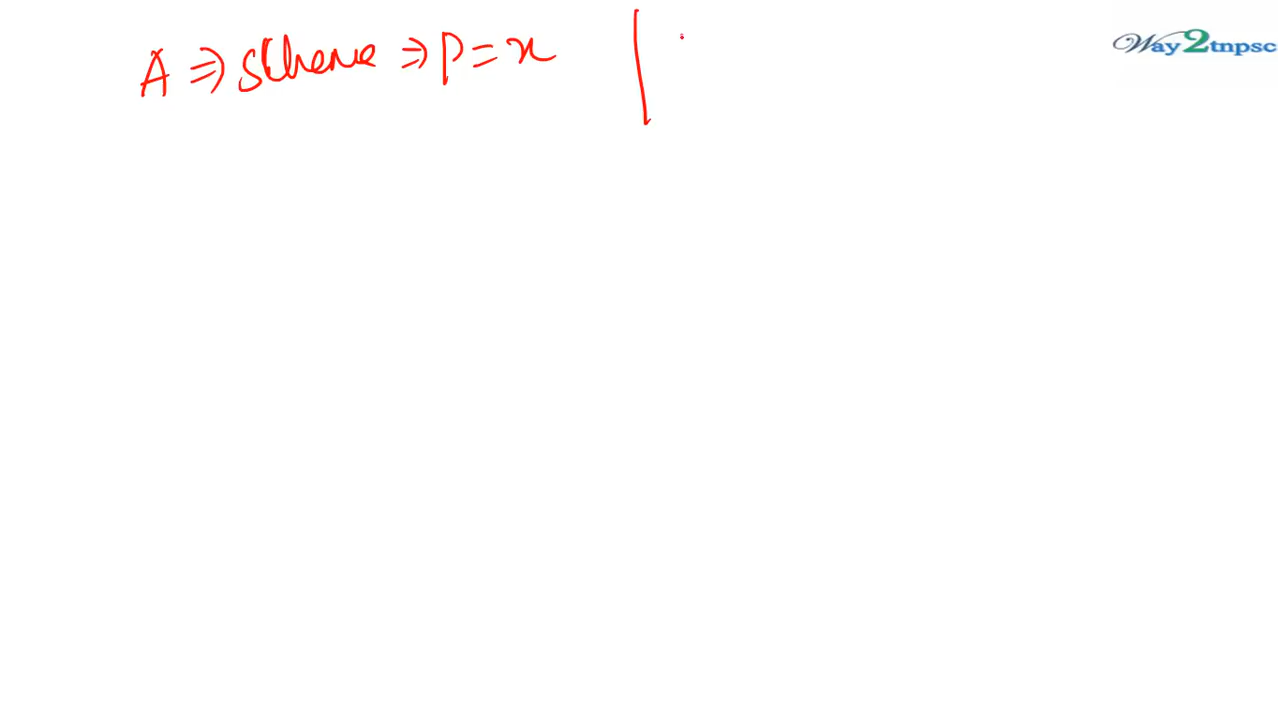 A ⇒ Scheme ⇒ P = x
Way2tnpsc